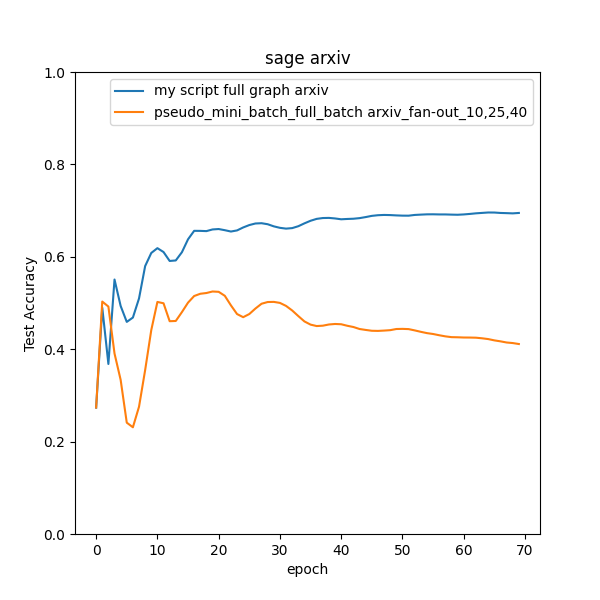 sage arxiv
my script full graph arxiv
pseudo_mini_batch_full_batch arxiv_fan-out_10,25,40
Test Accuracy
1.0
0.8
0.6
0.4
0.2
0.0
0 10 20 30 40 50 60 70
epoch